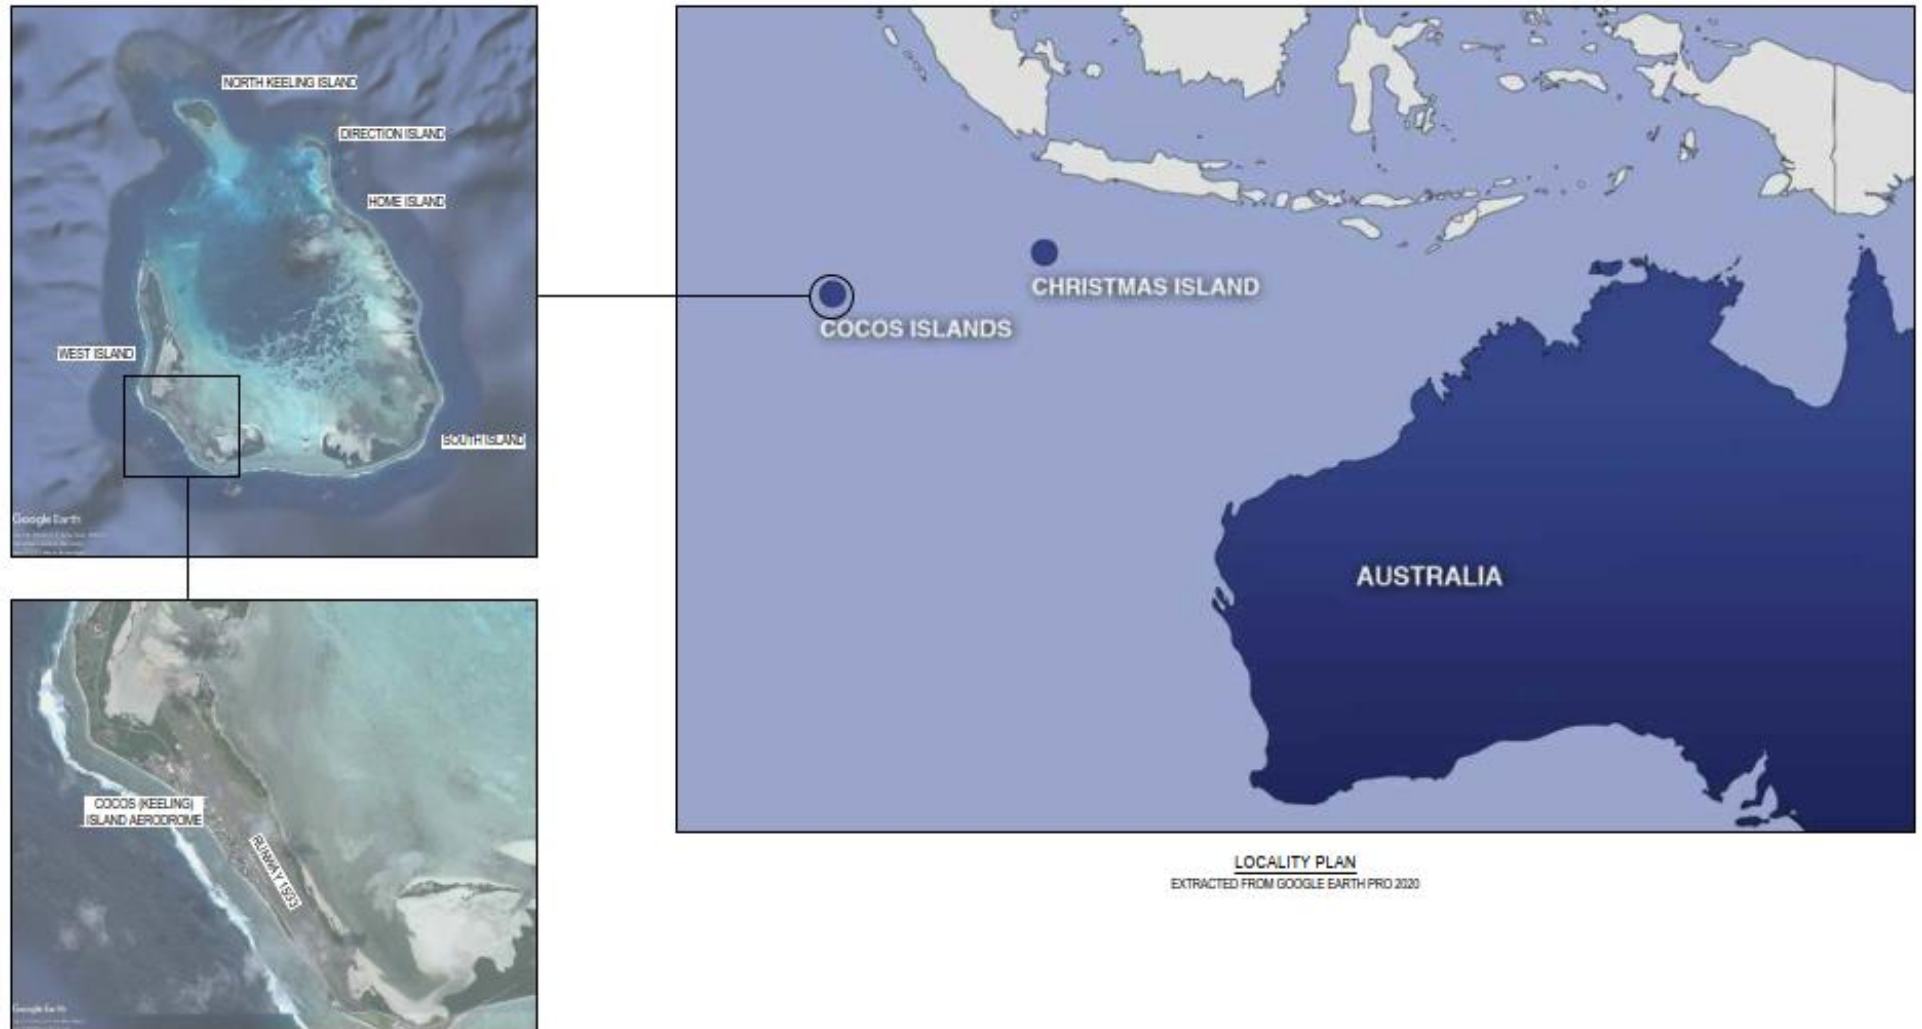 NORTH KEELING ISLAND
DIRECTION ISLAND
HOME ISLAND
WEST ISLAND
SOUTH ISLAND
Google Earth
COCOS (KEELING)
ISLAND AERODROME
RUNWAY 15/33
Google Earth
CHRISTMAS ISLAND
COCOS ISLANDS
AUSTRALIA
LOCALITY PLAN
EXTRACTED FROM GOOGLE EARTH PRO 2020